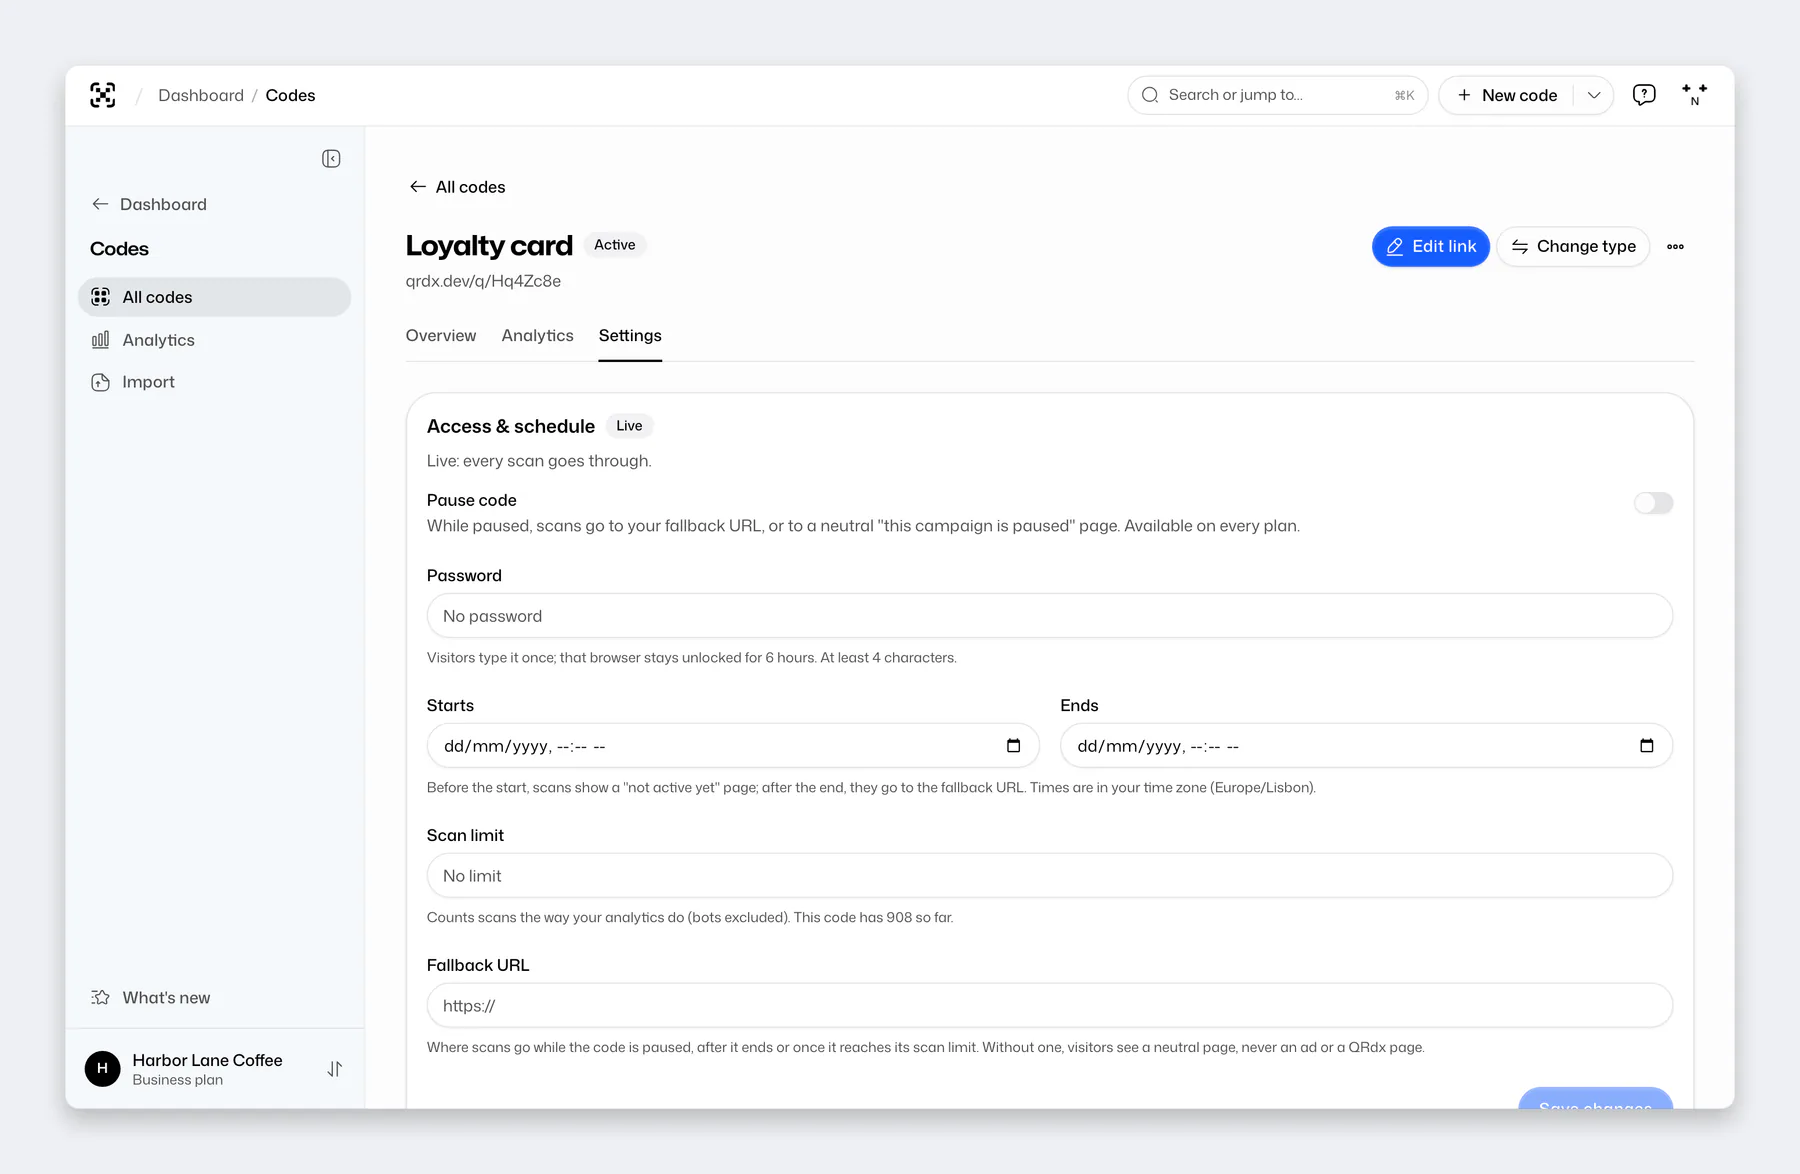 Dashboard / Codes
Search or jump to...
⌘K
New code
N
Dashboard
Codes
All codes
Analytics
Import
What's new
H
Harbor Lane Coffee
Business plan
All codes
Loyalty card
Active
qrdx.dev/q/Hq4Zc8e
Edit link
Change type
Overview
Analytics
Settings
Access & schedule
Live
Live: every scan goes through.
Pause code
While paused, scans go to your fallback URL, or to a neutral "this campaign is paused" page. Available on every plan.
Password
No password
Visitors type it once; that browser stays unlocked for 6 hours. At least 4 characters.
Starts
dd/mm/yyyy, --:-- --
Ends
dd/mm/yyyy, --:-- --
Before the start, scans show a "not active yet" page; after the end, they go to the fallback URL. Times are in your time zone (Europe/Lisbon).
Scan limit
No limit
Counts scans the way your analytics do (bots excluded). This code has 908 so far.
Fallback URL
https://
Where scans go while the code is paused, after it ends or once it reaches its scan limit. Without one, visitors see a neutral page, never an ad or a QRdx page.
Save changes